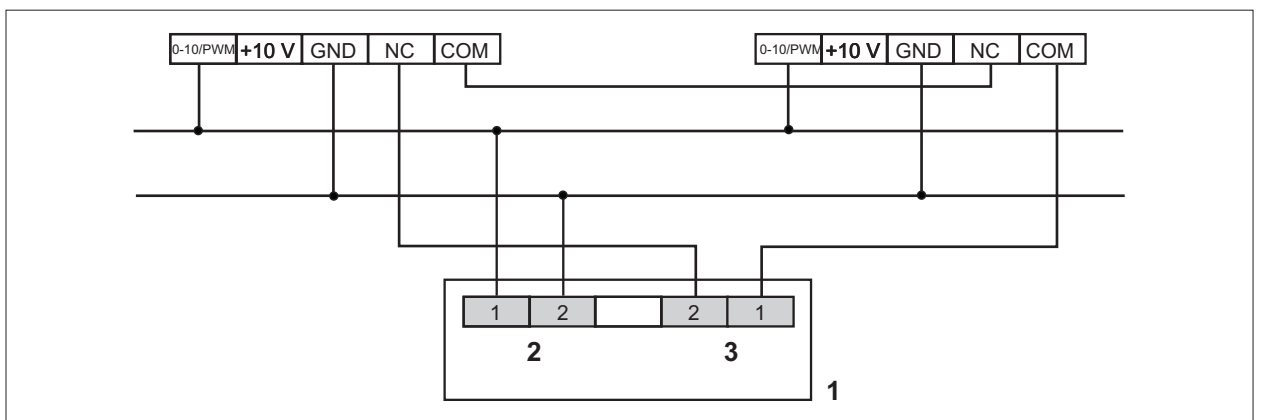 0-10/PWM +10 V GND NC COM
0-10/PWM +10 V GND NC COM
1 2 2 1
2 3
1